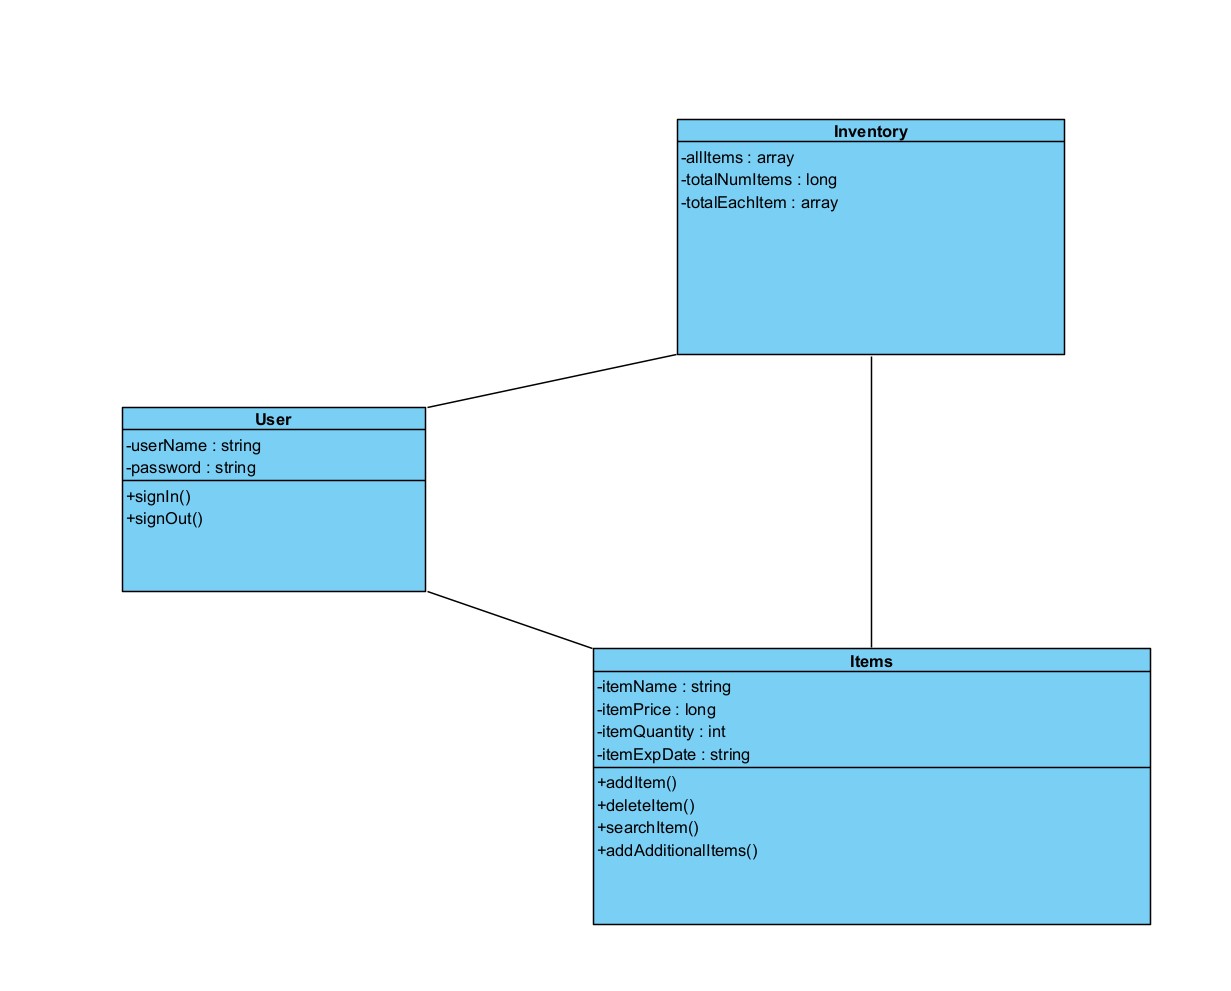 Inventory
-allItems : array
-totalNumItems : long
-totalEachItem : array
User
-userName : string
-password : string
+signIn()
+signOut()
Items
-itemName : string
-itemPrice : long
-itemQuantity : int
-itemExpDate : string
+addItem()
+deleteItem()
+searchItem()
+addAdditionalItems()